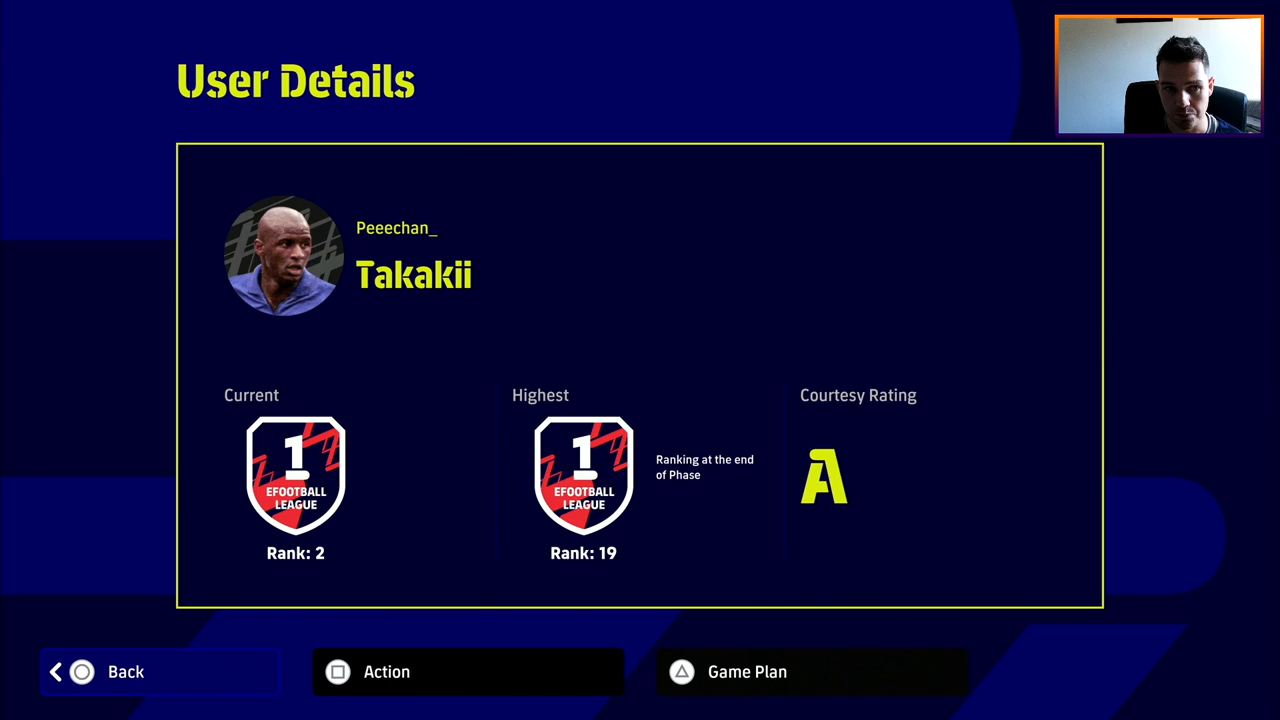 User Details
Peeechan_
Takakii
Current
1
EFOOTBALL
LEAGUE
Rank: 2
Highest
1
EFOOTBALL
LEAGUE
Rank: 19
Ranking at the end
of Phase
Courtesy Rating
A
Back
Action
Game Plan